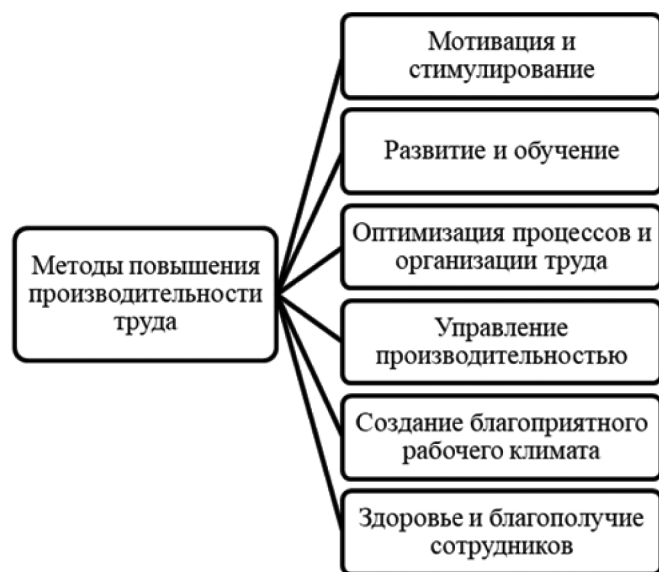 Мотивация и
стимулирование
Развитие и обучение
Оптимизация процессов и
организации труда
Методы повышения
производительности
труда
Управление
производительностью
Создание благоприятного
рабочего климата
Здоровье и благополучие
сотрудников